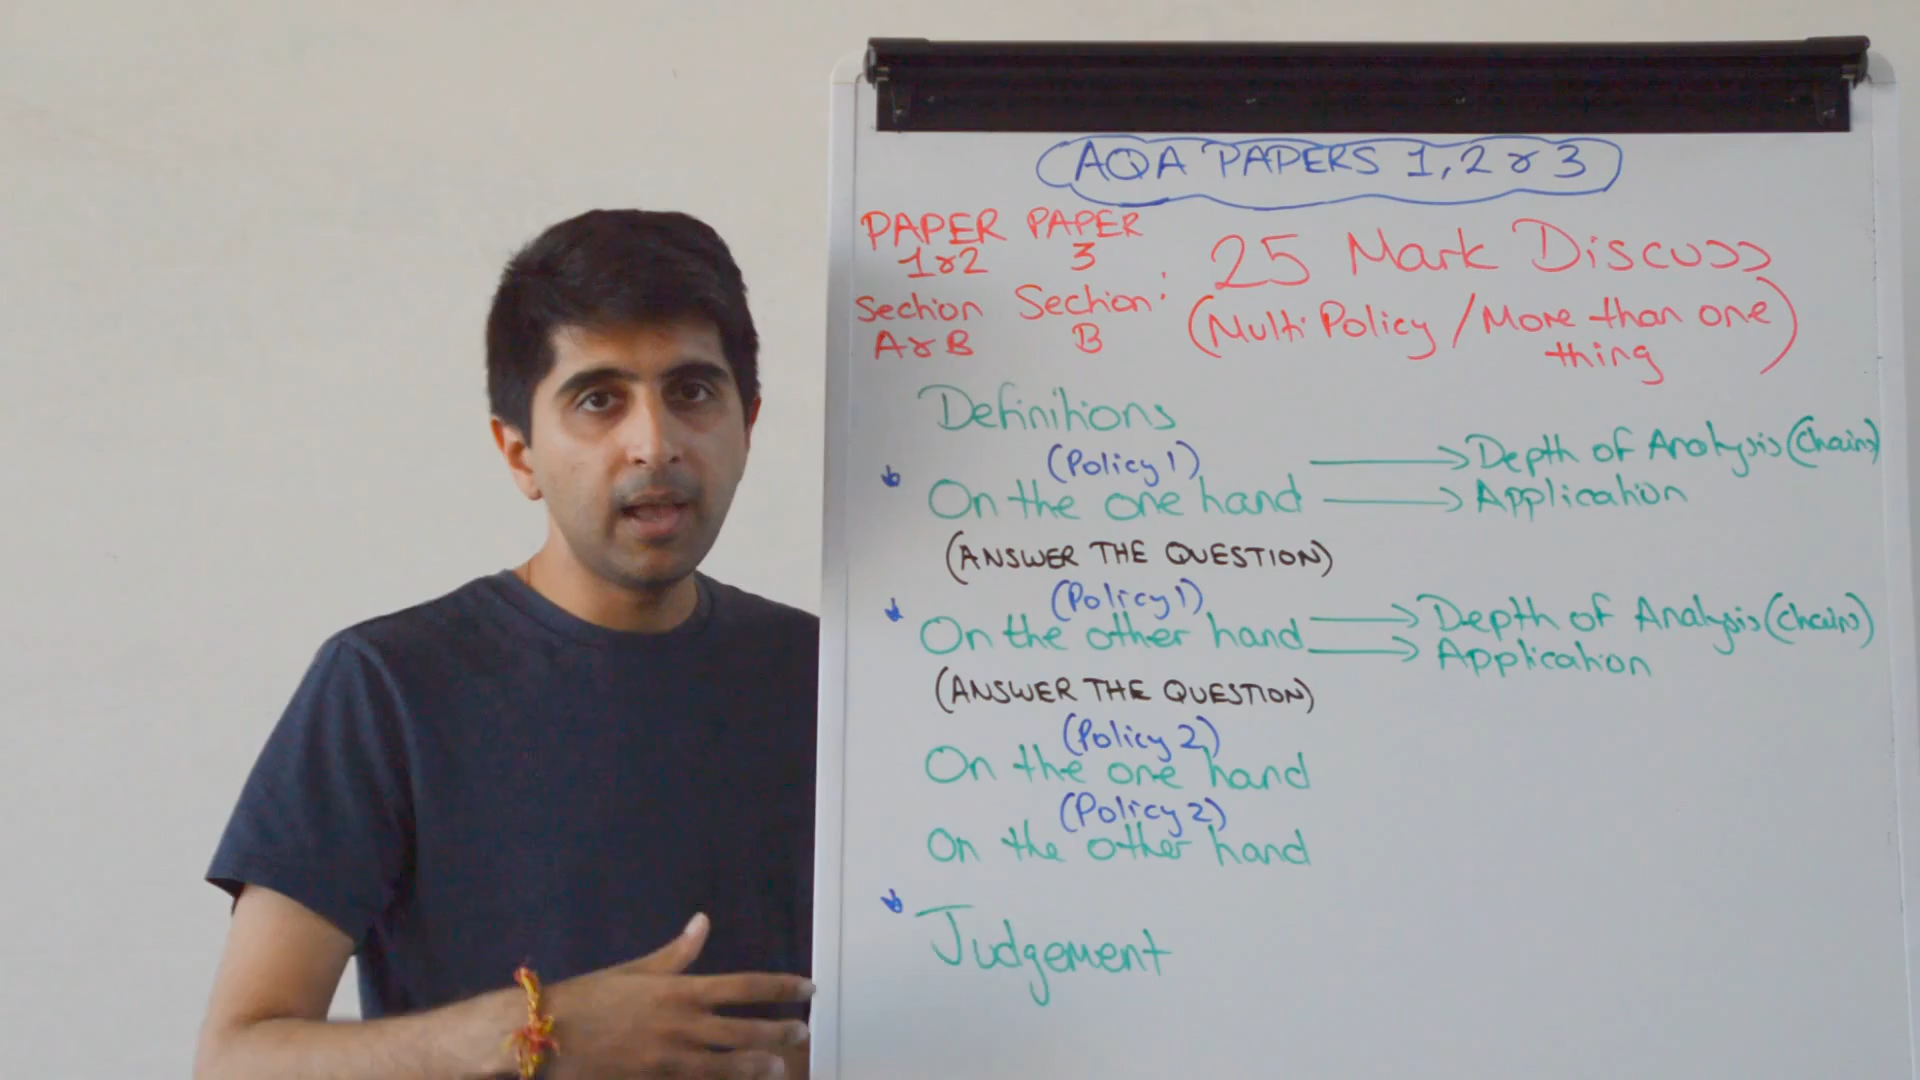 AQA PAPERS 1, 2 & 3
PAPER 1&2 Section A&B
PAPER 3 Section B
: 25 Mark Discuss
(Multi Policy / More than one thing)
Definitions
(Policy 1)
On the one hand → Depth of Analysis (Chains)
→ Application
(ANSWER THE QUESTION)
(Policy 1)
On the other hand → Depth of Analysis (Chains)
→ Application
(ANSWER THE QUESTION)
(Policy 2)
On the one hand
(Policy 2)
On the other hand
Judgement